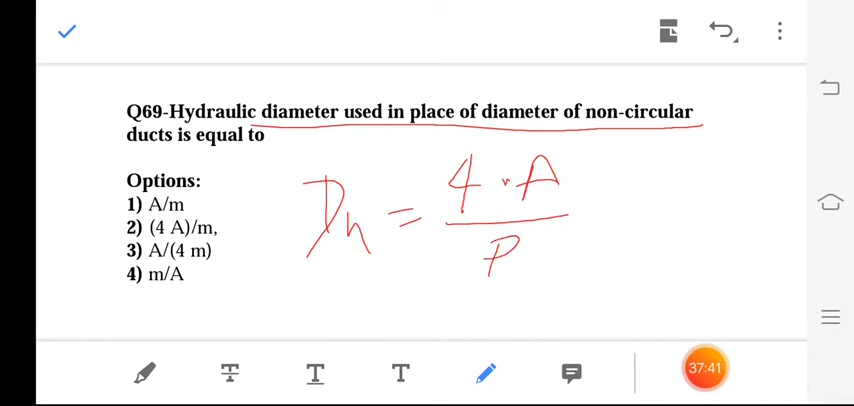 Q69-Hydraulic diameter used in place of diameter of non-circular
ducts is equal to
Options:
1) A/m
2) (4 A)/m,
3) A/(4 m)
4) m/A
Dh = 4 · A / P
T T T
37:41